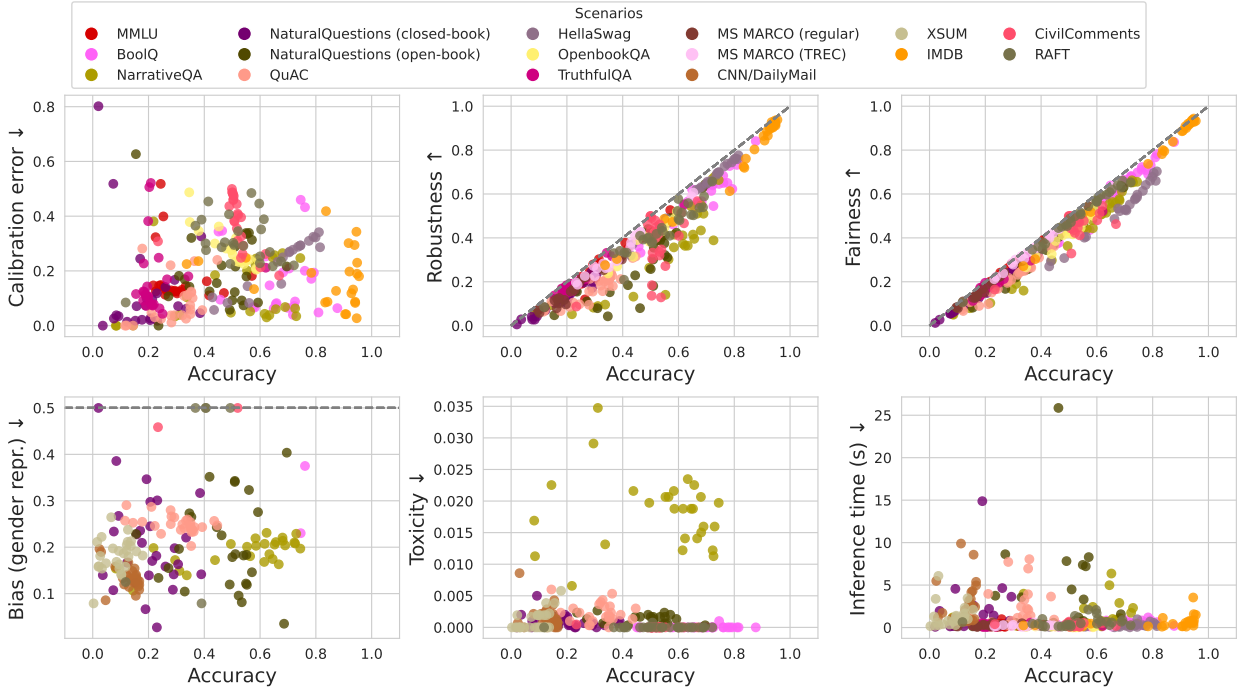 Scenarios
MMLU
BoolQ
NarrativeQA
NaturalQuestions (closed-book)
NaturalQuestions (open-book)
QuAC
HellaSwag
OpenbookQA
TruthfulQA
MS MARCO (regular)
MS MARCO (TREC)
CNN/DailyMail
XSUM
IMDB
CivilComments
RAFT
Calibration error ↓
0.8
0.6
0.4
0.2
0.0
0.0 0.2 0.4 0.6 0.8 1.0
Accuracy
Robustness ↑
1.0
0.8
0.6
0.4
0.2
0.0
0.0 0.2 0.4 0.6 0.8 1.0
Accuracy
Fairness ↑
1.0
0.8
0.6
0.4
0.2
0.0
0.0 0.2 0.4 0.6 0.8 1.0
Accuracy
Bias (gender repr.) ↓
0.5
0.4
0.3
0.2
0.1
0.0 0.2 0.4 0.6 0.8 1.0
Accuracy
Toxicity ↓
0.035
0.030
0.025
0.020
0.015
0.010
0.005
0.000
0.0 0.2 0.4 0.6 0.8 1.0
Accuracy
Inference time (s) ↓
25
20
15
10
5
0
0.0 0.2 0.4 0.6 0.8 1.0
Accuracy